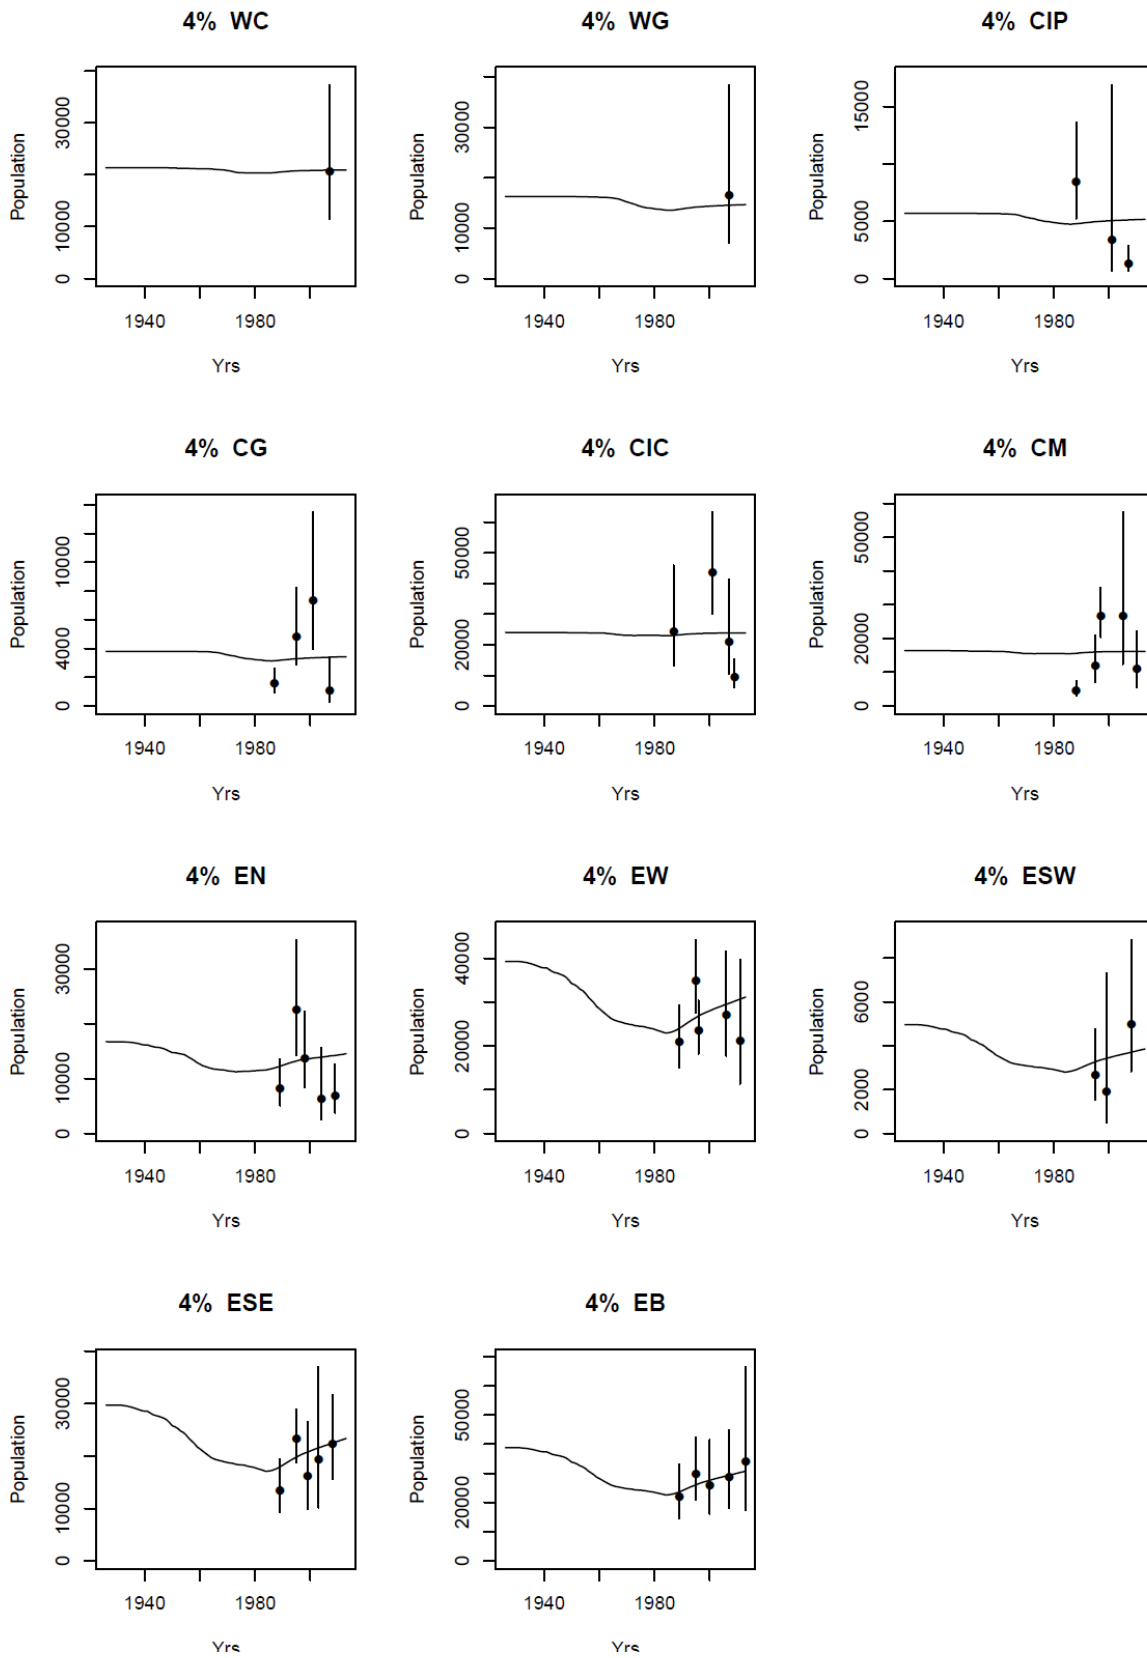 4% WC
4% WG
4% CIP
Population
0 10000 30000
1940 1980
Yrs
Population
0 10000 30000
1940 1980
Yrs
Population
0 5000 15000
1940 1980
Yrs
4% CG
4% CIC
4% CM
Population
0 4000 10000
1940 1980
Yrs
Population
0 20000 50000
1940 1980
Yrs
Population
0 20000 50000
1940 1980
Yrs
4% EN
4% EW
4% ESW
Population
0 10000 30000
1940 1980
Yrs
Population
0 20000 40000
1940 1980
Yrs
Population
0 2000 6000
1940 1980
Yrs
4% ESE
4% EB
Population
0 10000 30000
1940 1980
Yrs
Population
0 20000 50000
1940 1980
Yrs